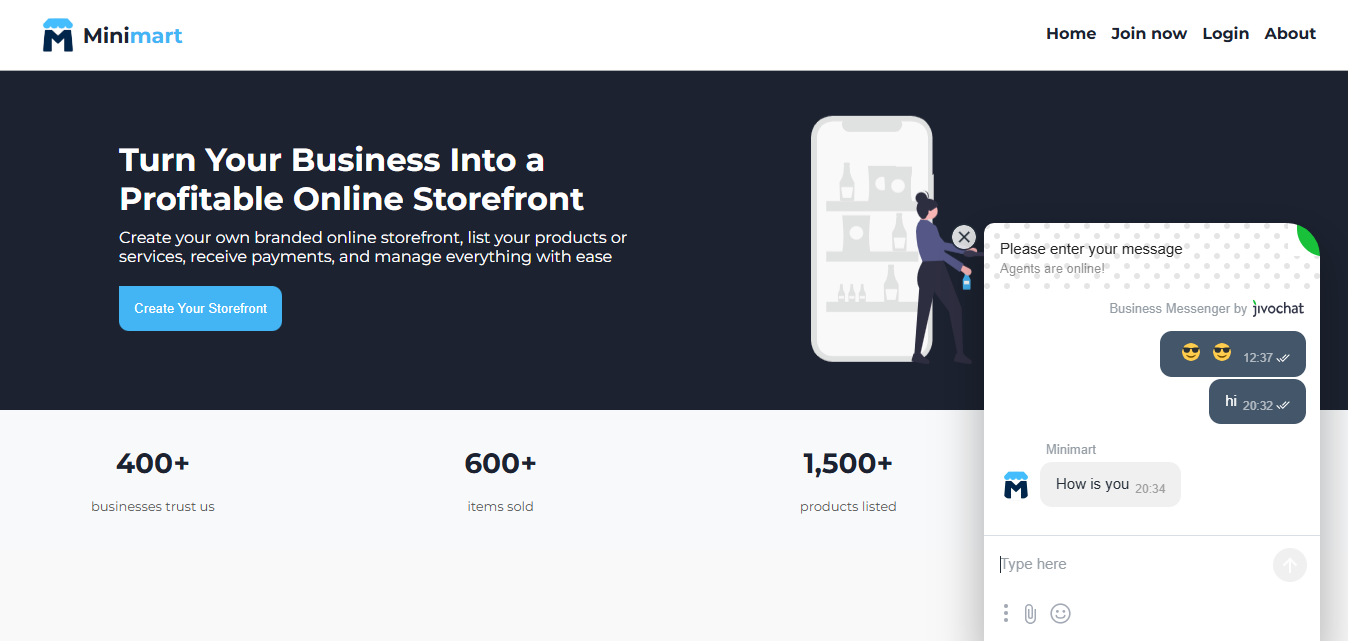 Minimart
Home Join now Login About
Turn Your Business Into a
Profitable Online Storefront
Create your own branded online storefront, list your products or
services, receive payments, and manage everything with ease
Create Your Storefront
400+
businesses trust us
600+
items sold
1,500+
products listed
Please enter your message
Agents are online!
Business Messenger by jivochat
😎 😎 12:37
hi 20:32
Minimart
How is you 20:34
Type here